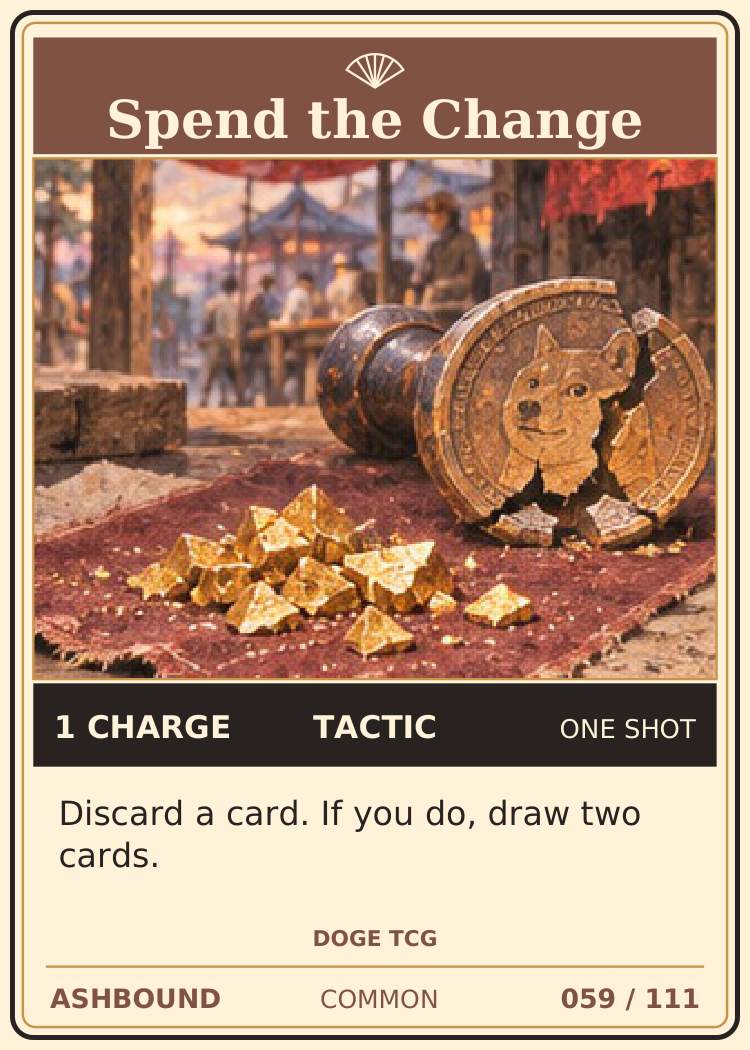 Spend the Change
1 CHARGE TACTIC ONE SHOT
Discard a card. If you do, draw two
cards.
DOGE TCG
ASHBOUND COMMON 059 / 111